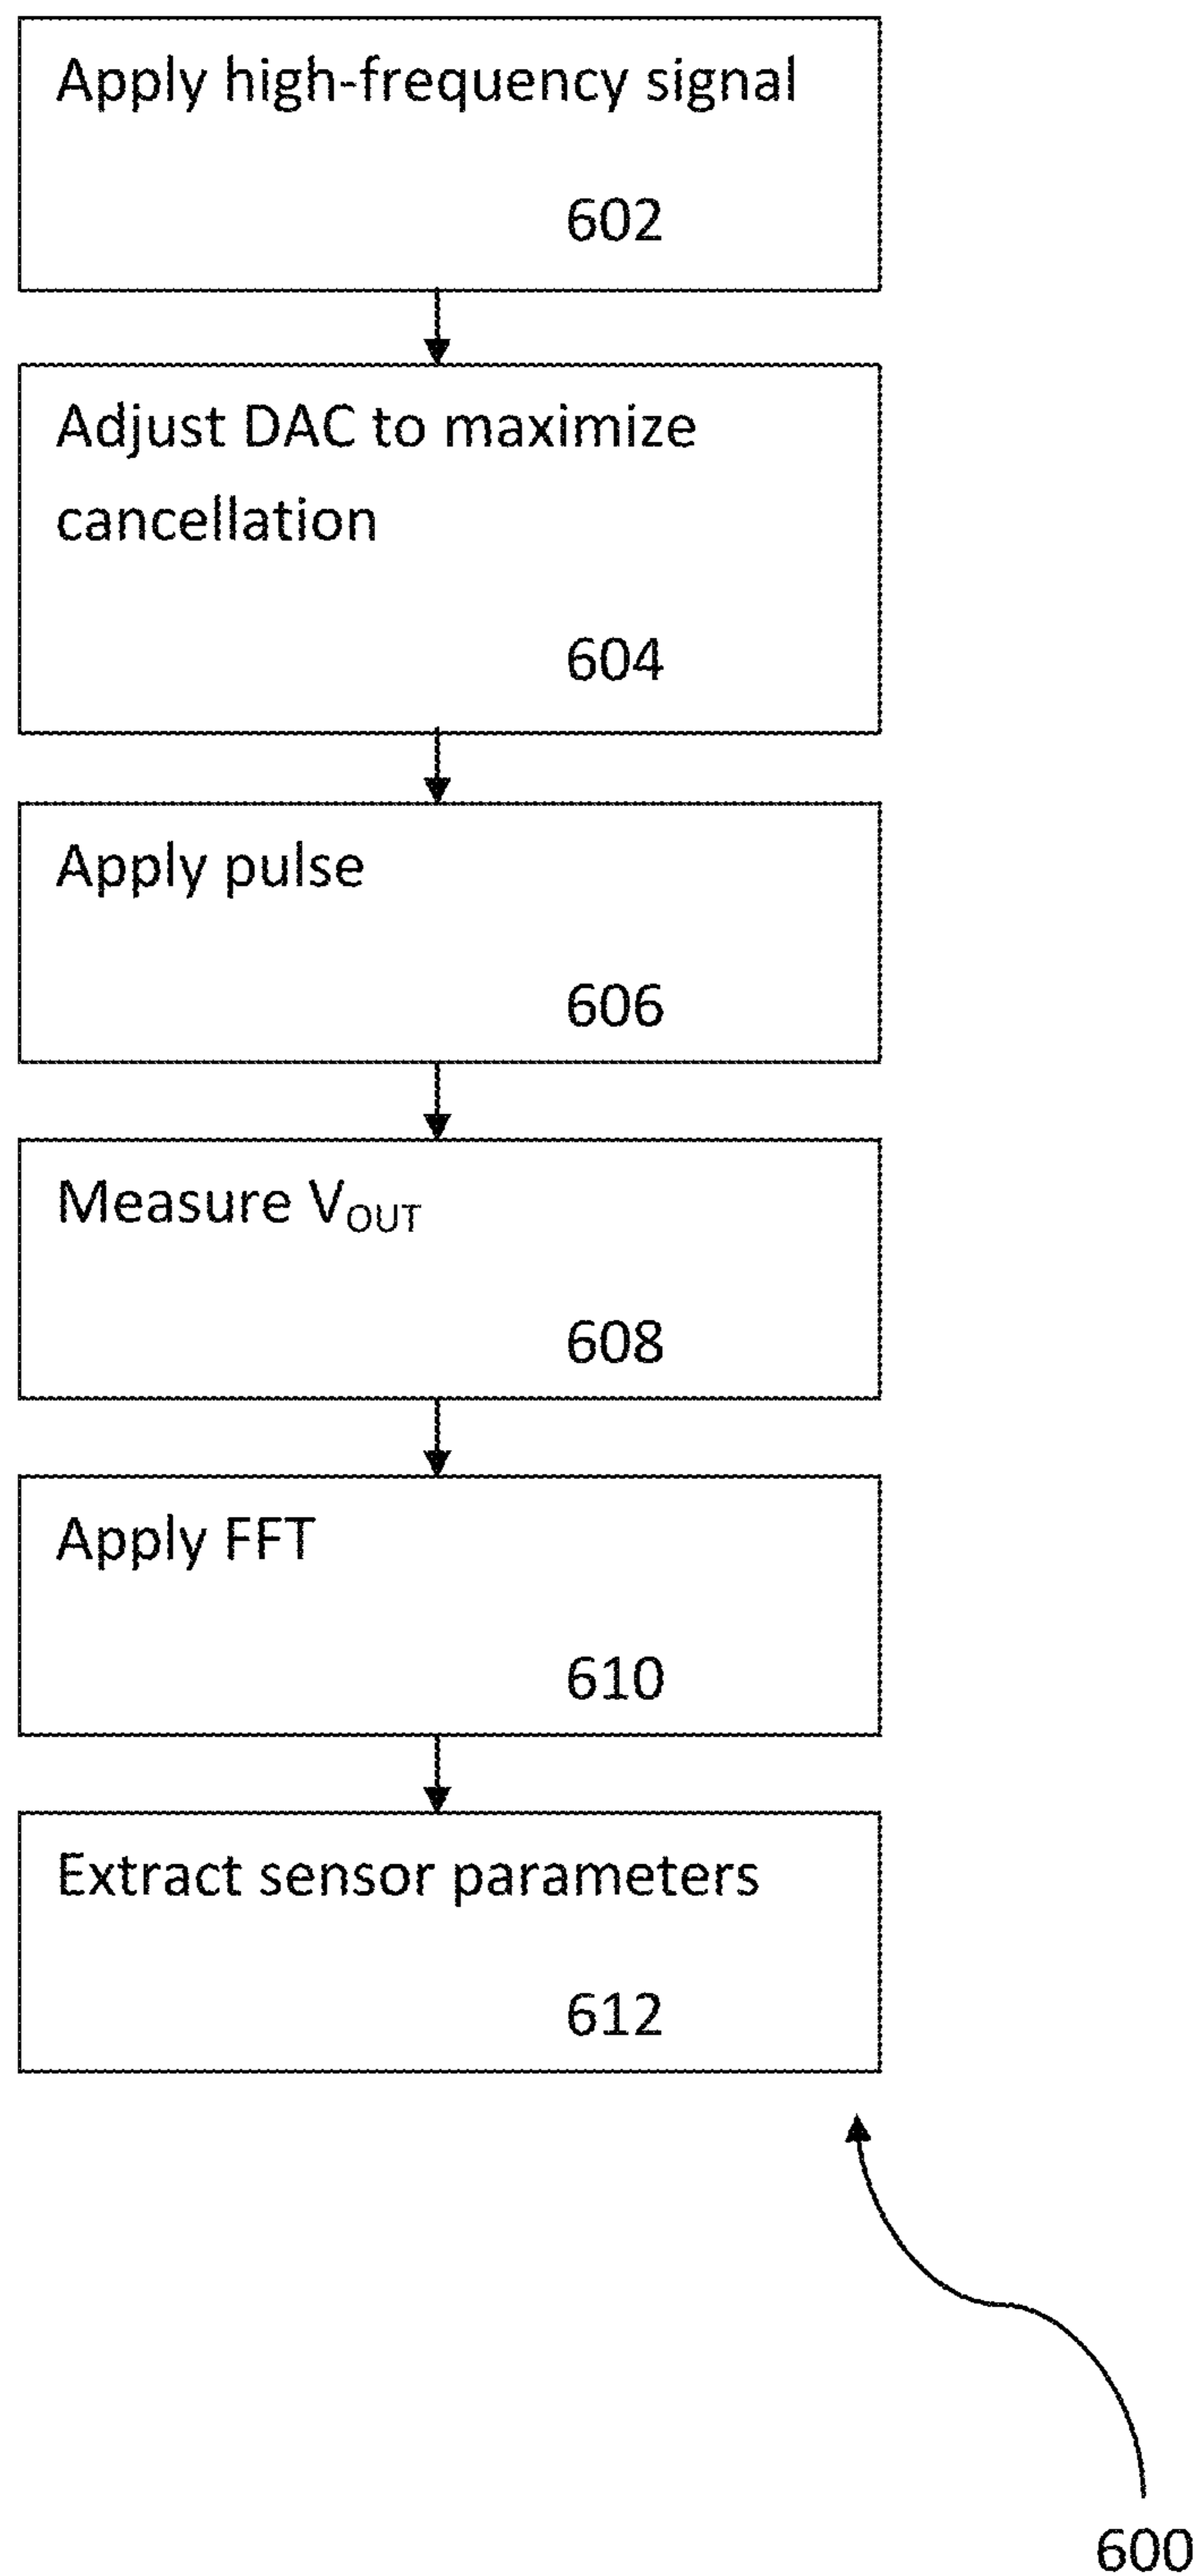 Apply high-frequency signal
602
Adjust DAC to maximize
cancellation
604
Apply pulse
606
Measure VOUT
608
Apply FFT
610
Extract sensor parameters
612
600